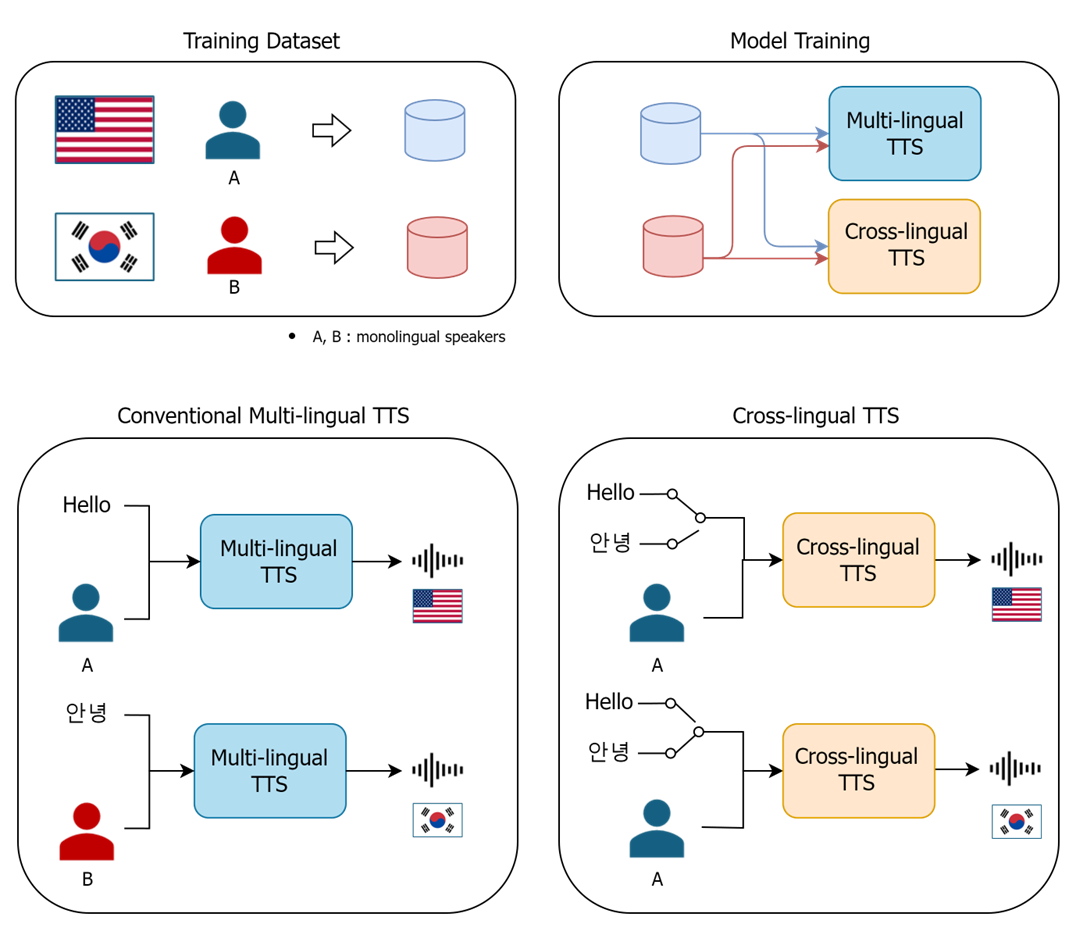 Training Dataset
A
B
• A, B : monolingual speakers
Model Training
Multi-lingual
TTS
Cross-lingual
TTS
Conventional Multi-lingual TTS
Hello
A
Multi-lingual
TTS
안녕
B
Multi-lingual
TTS
Cross-lingual TTS
Hello
안녕
A
Cross-lingual
TTS
Hello
안녕
A
Cross-lingual
TTS